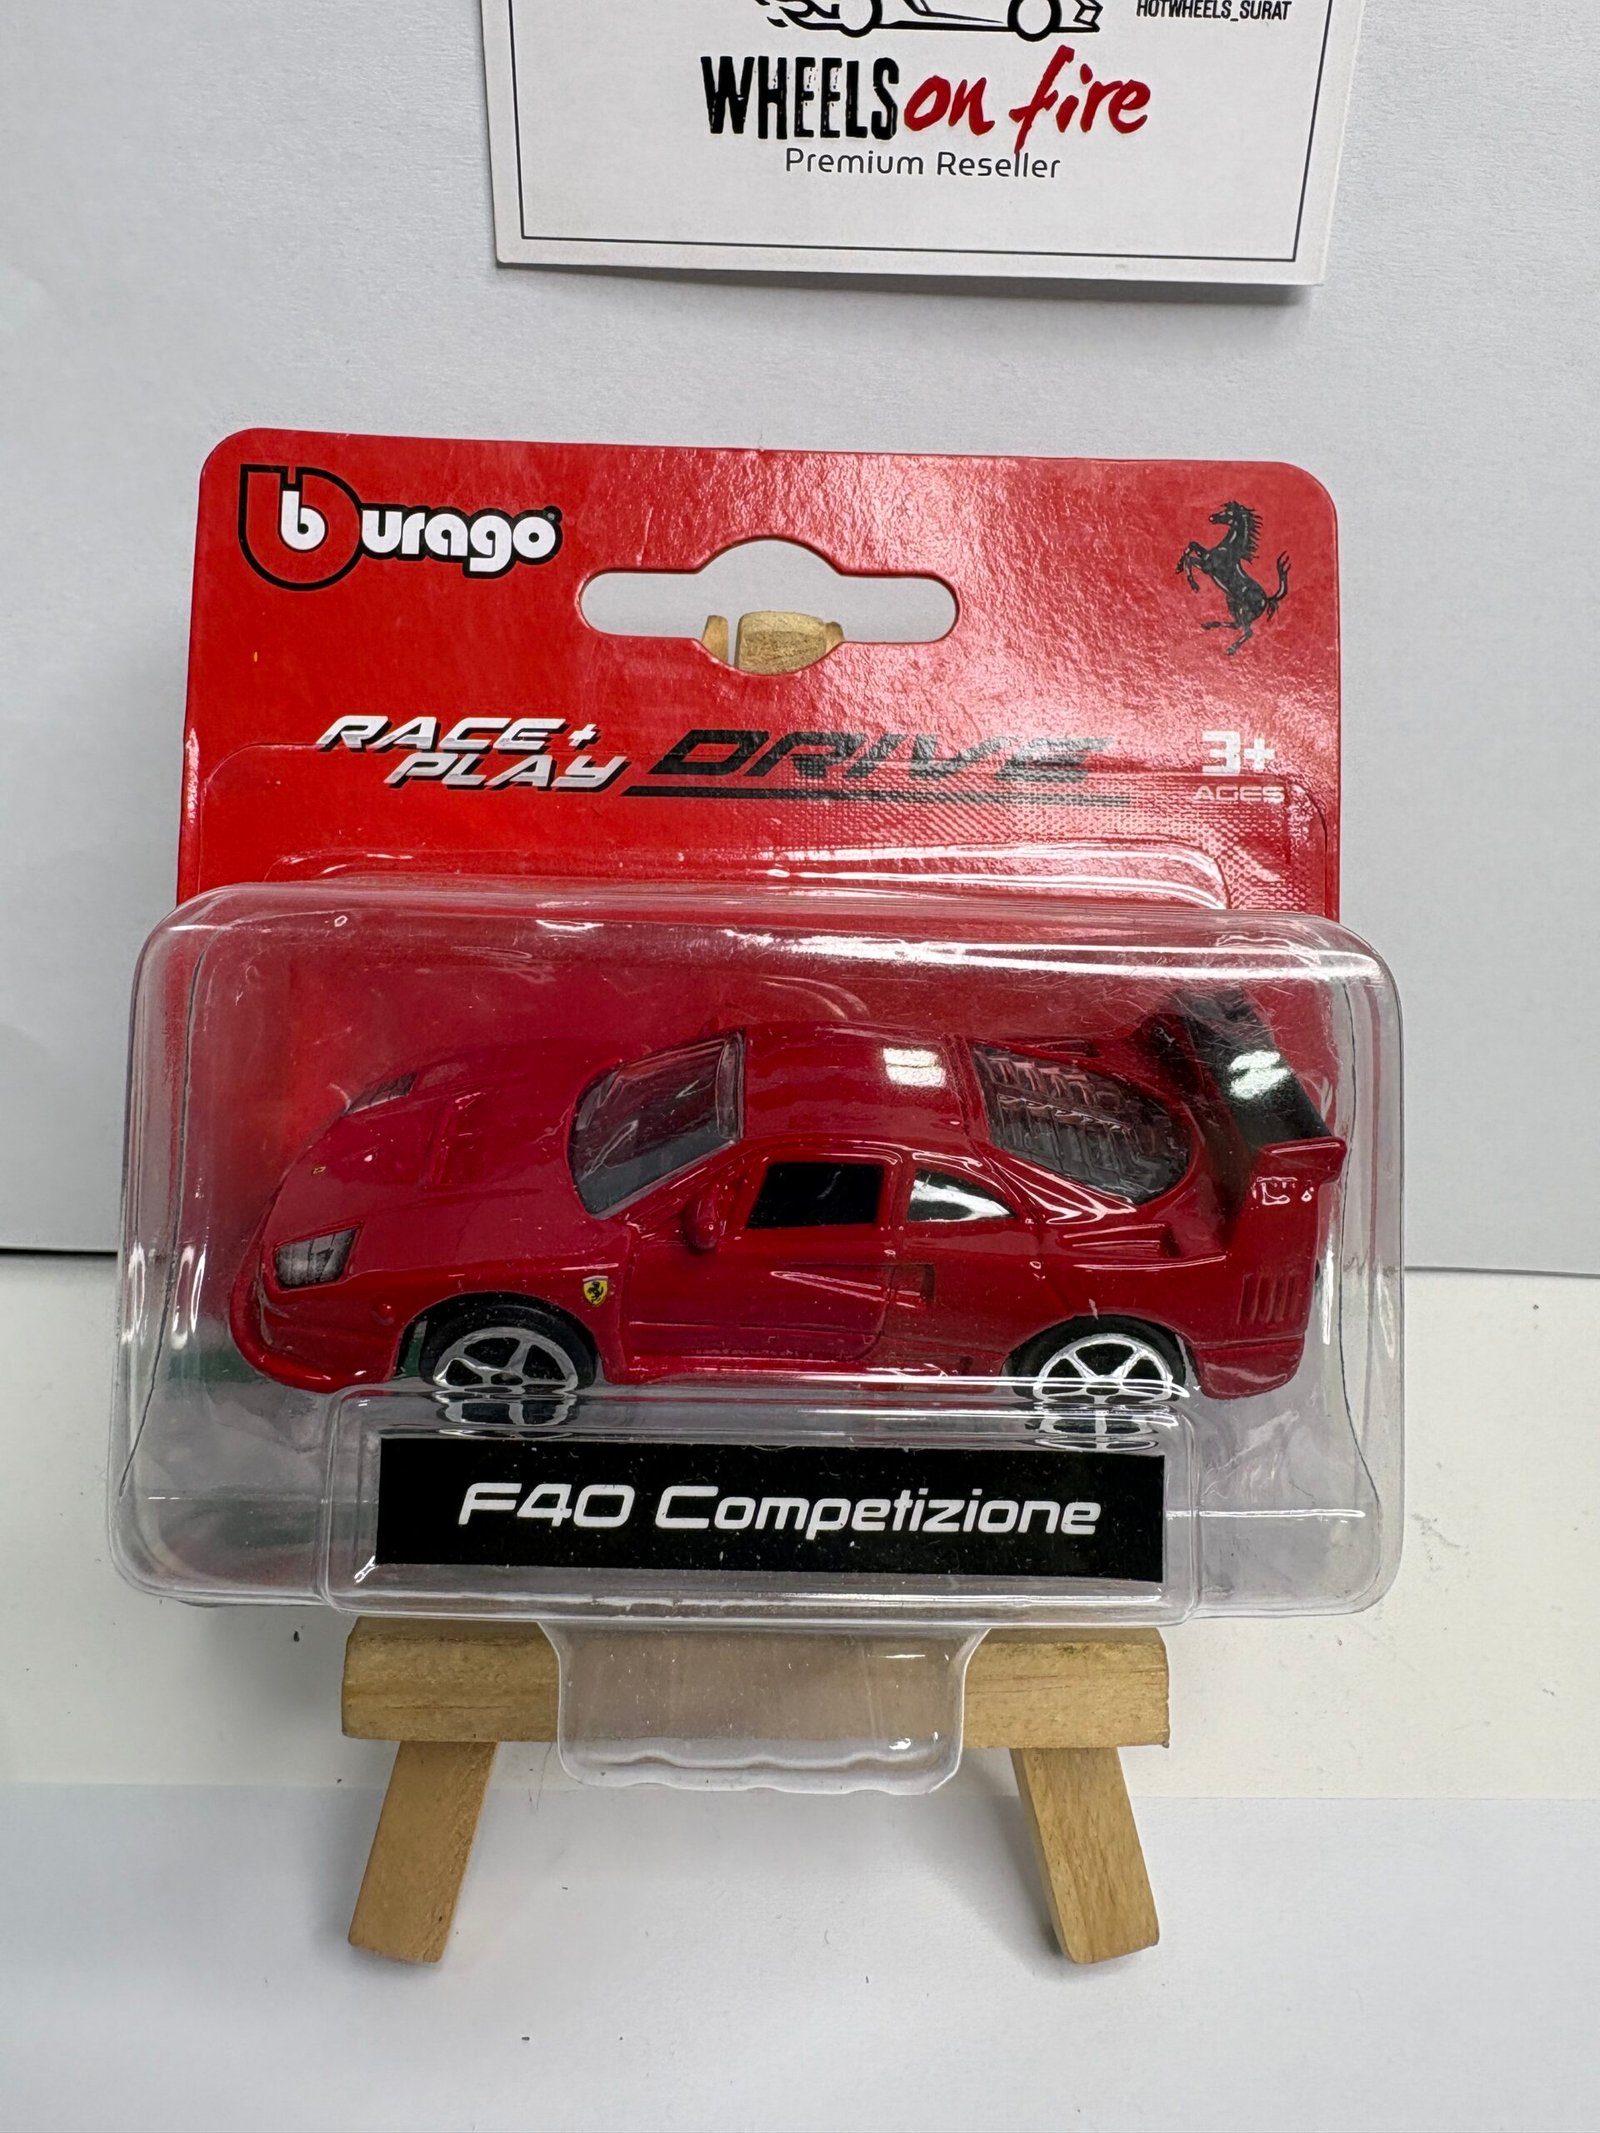 HOTWHEELS_SURAT
WHEELS on fire
Premium Reseller
burago
RACE+
PLAY DRIVE
3+
AGES
F40 Competizione